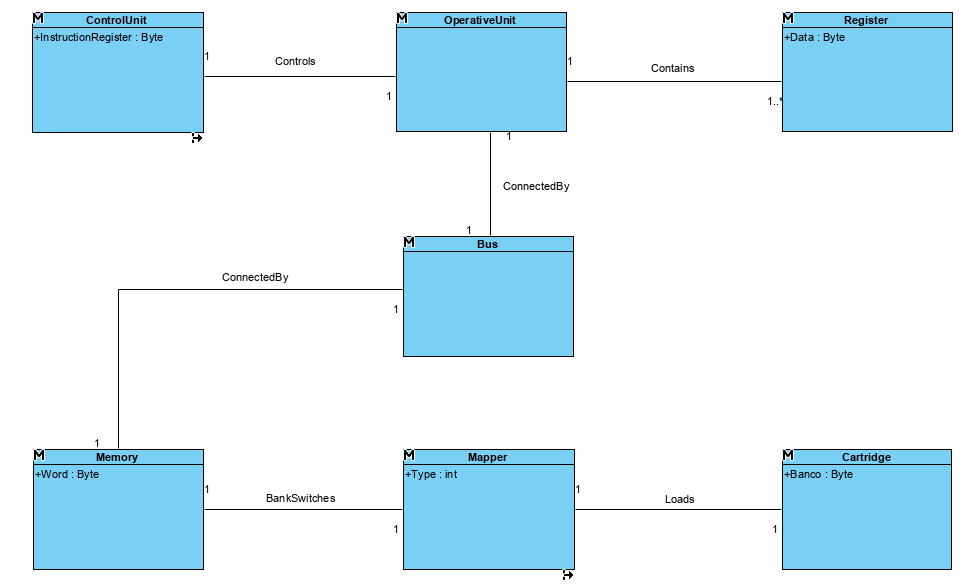 M
ControlUnit
+InstructionRegister : Byte
1
Controls
1
M
OperativeUnit
1
Contains
1..*
M
Register
+Data : Byte
1
ConnectedBy
1
M
Bus
ConnectedBy
1
1
M
Memory
+Word : Byte
1
BankSwitches
1
M
Mapper
+Type : int
1
Loads
1
M
Cartridge
+Banco : Byte